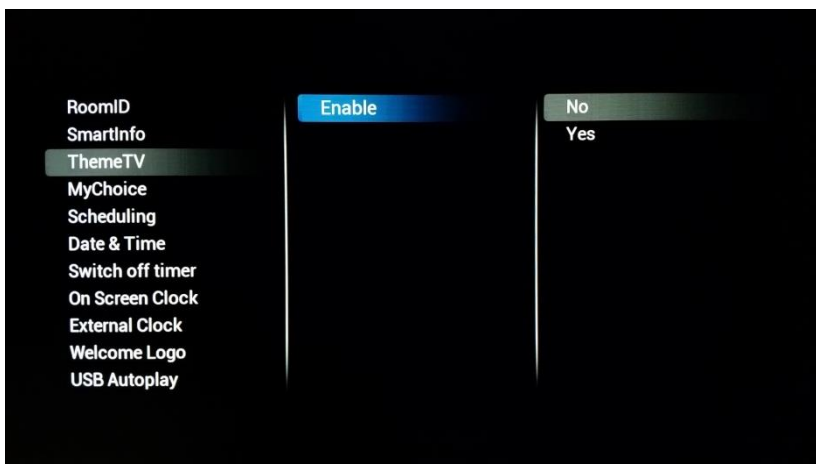 RoomID
SmartInfo
ThemeTV
MyChoice
Scheduling
Date & Time
Switch off timer
On Screen Clock
External Clock
Welcome Logo
USB Autoplay
Enable
No
Yes